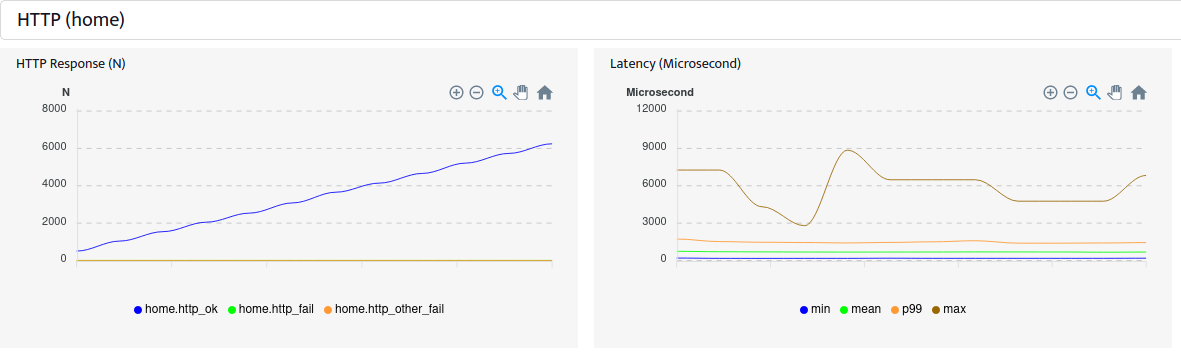 HTTP (home)
HTTP Response (N)
N
8000
6000
4000
2000
0
home.http_ok home.http_fail home.http_other_fail
Latency (Microsecond)
Microsecond
12000
9000
6000
3000
0
min mean p99 max